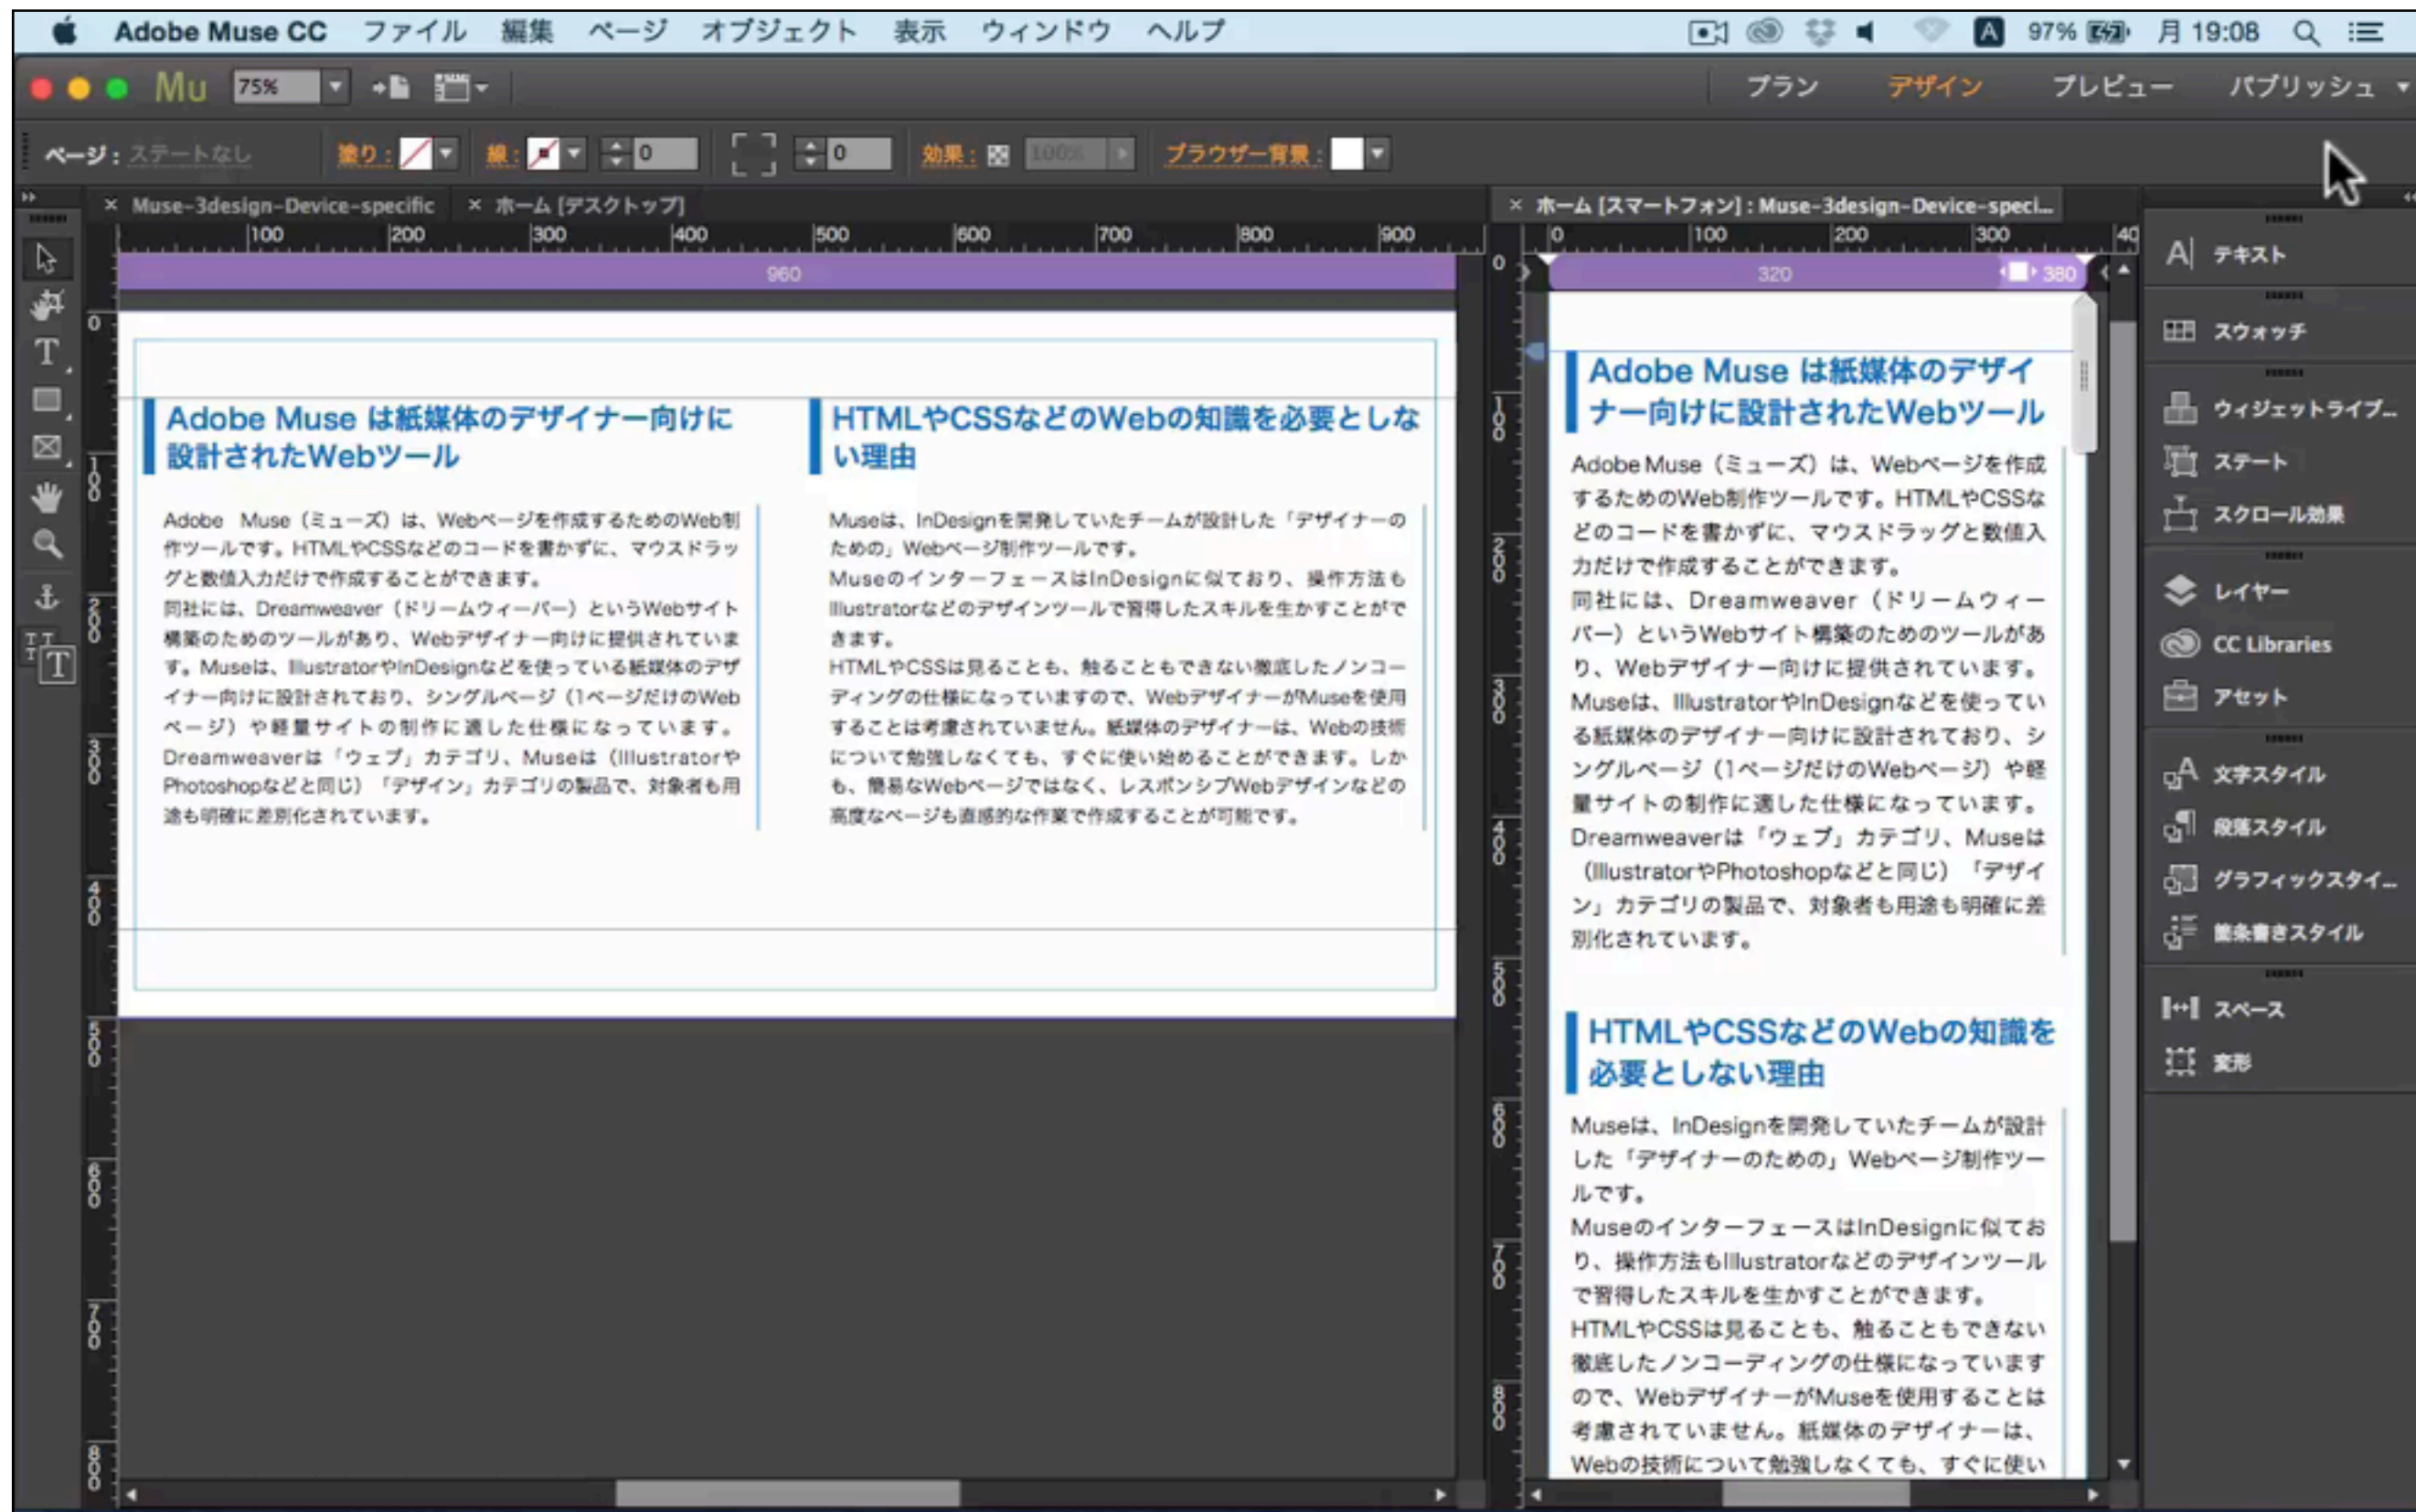 Adobe Muse CC ファイル 編集 ページ オブジェクト 表示 ウィンドウ ヘルプ A 97% 月 19:08
Mu 75% プラン デザイン プレビュー パブリッシュ
ページ : ステートなし 塗り : 線 : 0 0 効果 : 100% ブラウザー背景 :
× Muse-3design-Device-specific × ホーム [デスクトップ]
100 200 300 400 500 600 700 800 900
960
Adobe Muse は紙媒体のデザイナー向けに
設計されたWebツール
Adobe Muse（ミューズ）は、Webページを作成するためのWeb制
作ツールです。HTMLやCSSなどのコードを書かずに、マウスドラッ
グと数値入力だけで作成することができます。
同社には、Dreamweaver（ドリームウィーバー）というWebサイト
構築のためのツールがあり、Webデザイナー向けに提供されていま
す。Museは、IllustratorやInDesignなどを使っている紙媒体のデザ
イナー向けに設計されており、シングルページ（1ページだけのWeb
ページ）や軽量サイトの制作に適した仕様になっています。
Dreamweaverは「ウェブ」カテゴリ、Museは（Illustratorや
Photoshopなどと同じ）「デザイン」カテゴリの製品で、対象者も用
途も明確に差別化されています。
HTMLやCSSなどのWebの知識を必要としな
い理由
Museは、InDesignを開発していたチームが設計した「デザイナーの
ための」Webページ制作ツールです。
MuseのインターフェースはInDesignに似ており、操作方法も
Illustratorなどのデザインツールで習得したスキルを生かすことがで
きます。
HTMLやCSSは見ることも、触ることもできない徹底したノンコー
ディングの仕様になっていますので、WebデザイナーがMuseを使用
することは考慮されていません。紙媒体のデザイナーは、Webの技術
について勉強しなくても、すぐに使い始めることができます。しか
も、簡易なWebページではなく、レスポンシブWebデザインなどの
高度なページも直感的な作業で作成することが可能です。
0
100
200
300
400
500
600
700
800
× ホーム [スマートフォン] : Muse-3design-Device-speci...
0 100 200 300 40
320 380
Adobe Muse は紙媒体のデザイ
ナー向けに設計されたWebツール
Adobe Muse（ミューズ）は、Webページを作成
するためのWeb制作ツールです。HTMLやCSSな
どのコードを書かずに、マウスドラッグと数値入
力だけで作成することができます。
同社には、Dreamweaver（ドリームウィー
バー）というWebサイト構築のためのツールがあ
り、Webデザイナー向けに提供されています。
Museは、IllustratorやInDesignなどを使ってい
る紙媒体のデザイナー向けに設計されており、シ
ングルページ（1ページだけのWebページ）や軽
量サイトの制作に適した仕様になっています。
Dreamweaverは「ウェブ」カテゴリ、Museは
（IllustratorやPhotoshopなどと同じ）「デザイ
ン」カテゴリの製品で、対象者も用途も明確に差
別化されています。
HTMLやCSSなどのWebの知識を
必要としない理由
Museは、InDesignを開発していたチームが設計
した「デザイナーのための」Webページ制作ツー
ルです。
MuseのインターフェースはInDesignに似てお
り、操作方法もIllustratorなどのデザインツール
で習得したスキルを生かすことができます。
HTMLやCSSは見ることも、触ることもできない
徹底したノンコーディングの仕様になっています
ので、WebデザイナーがMuseを使用することは
考慮されていません。紙媒体のデザイナーは、
Webの技術について勉強しなくても、すぐに使い
0
100
200
300
400
500
600
700
800
テキスト
スウォッチ
ウィジェットライブ...
ステート
スクロール効果
レイヤー
CC Libraries
アセット
文字スタイル
段落スタイル
グラフィックスタイ...
箇条書きスタイル
スペース
変形